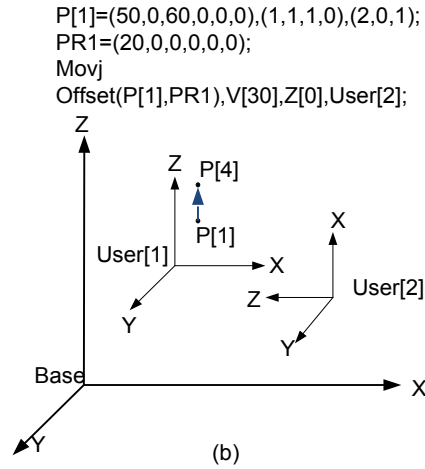 P[1]=(50,0,60,0,0,0),(1,1,1,0),(2,0,1);
PR1=(20,0,0,0,0,0);
Movj
Offset(P[1],PR1),V[30],Z[0],User[2];
Z
Z
P[4]
X
P[1]
User[1]
X
Z
User[2]
Y
Y
Base
X
Y
(b)